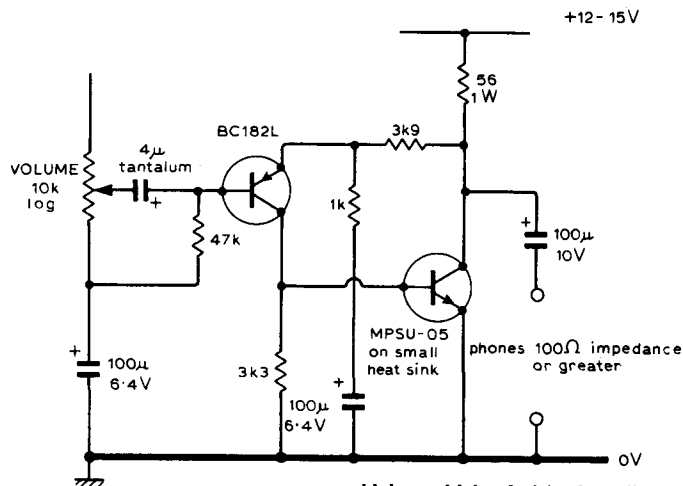 +12-15V
56
1W
BC182L
3k9
VOLUME
10k
log
4μ
tantalum
+
1k
47k
+
100μ
10V
MPSU-05
on small
heat sink
phones 100Ω impedance
or greater
+
100μ
6·4V
3k3
+
100μ
6·4V
0V